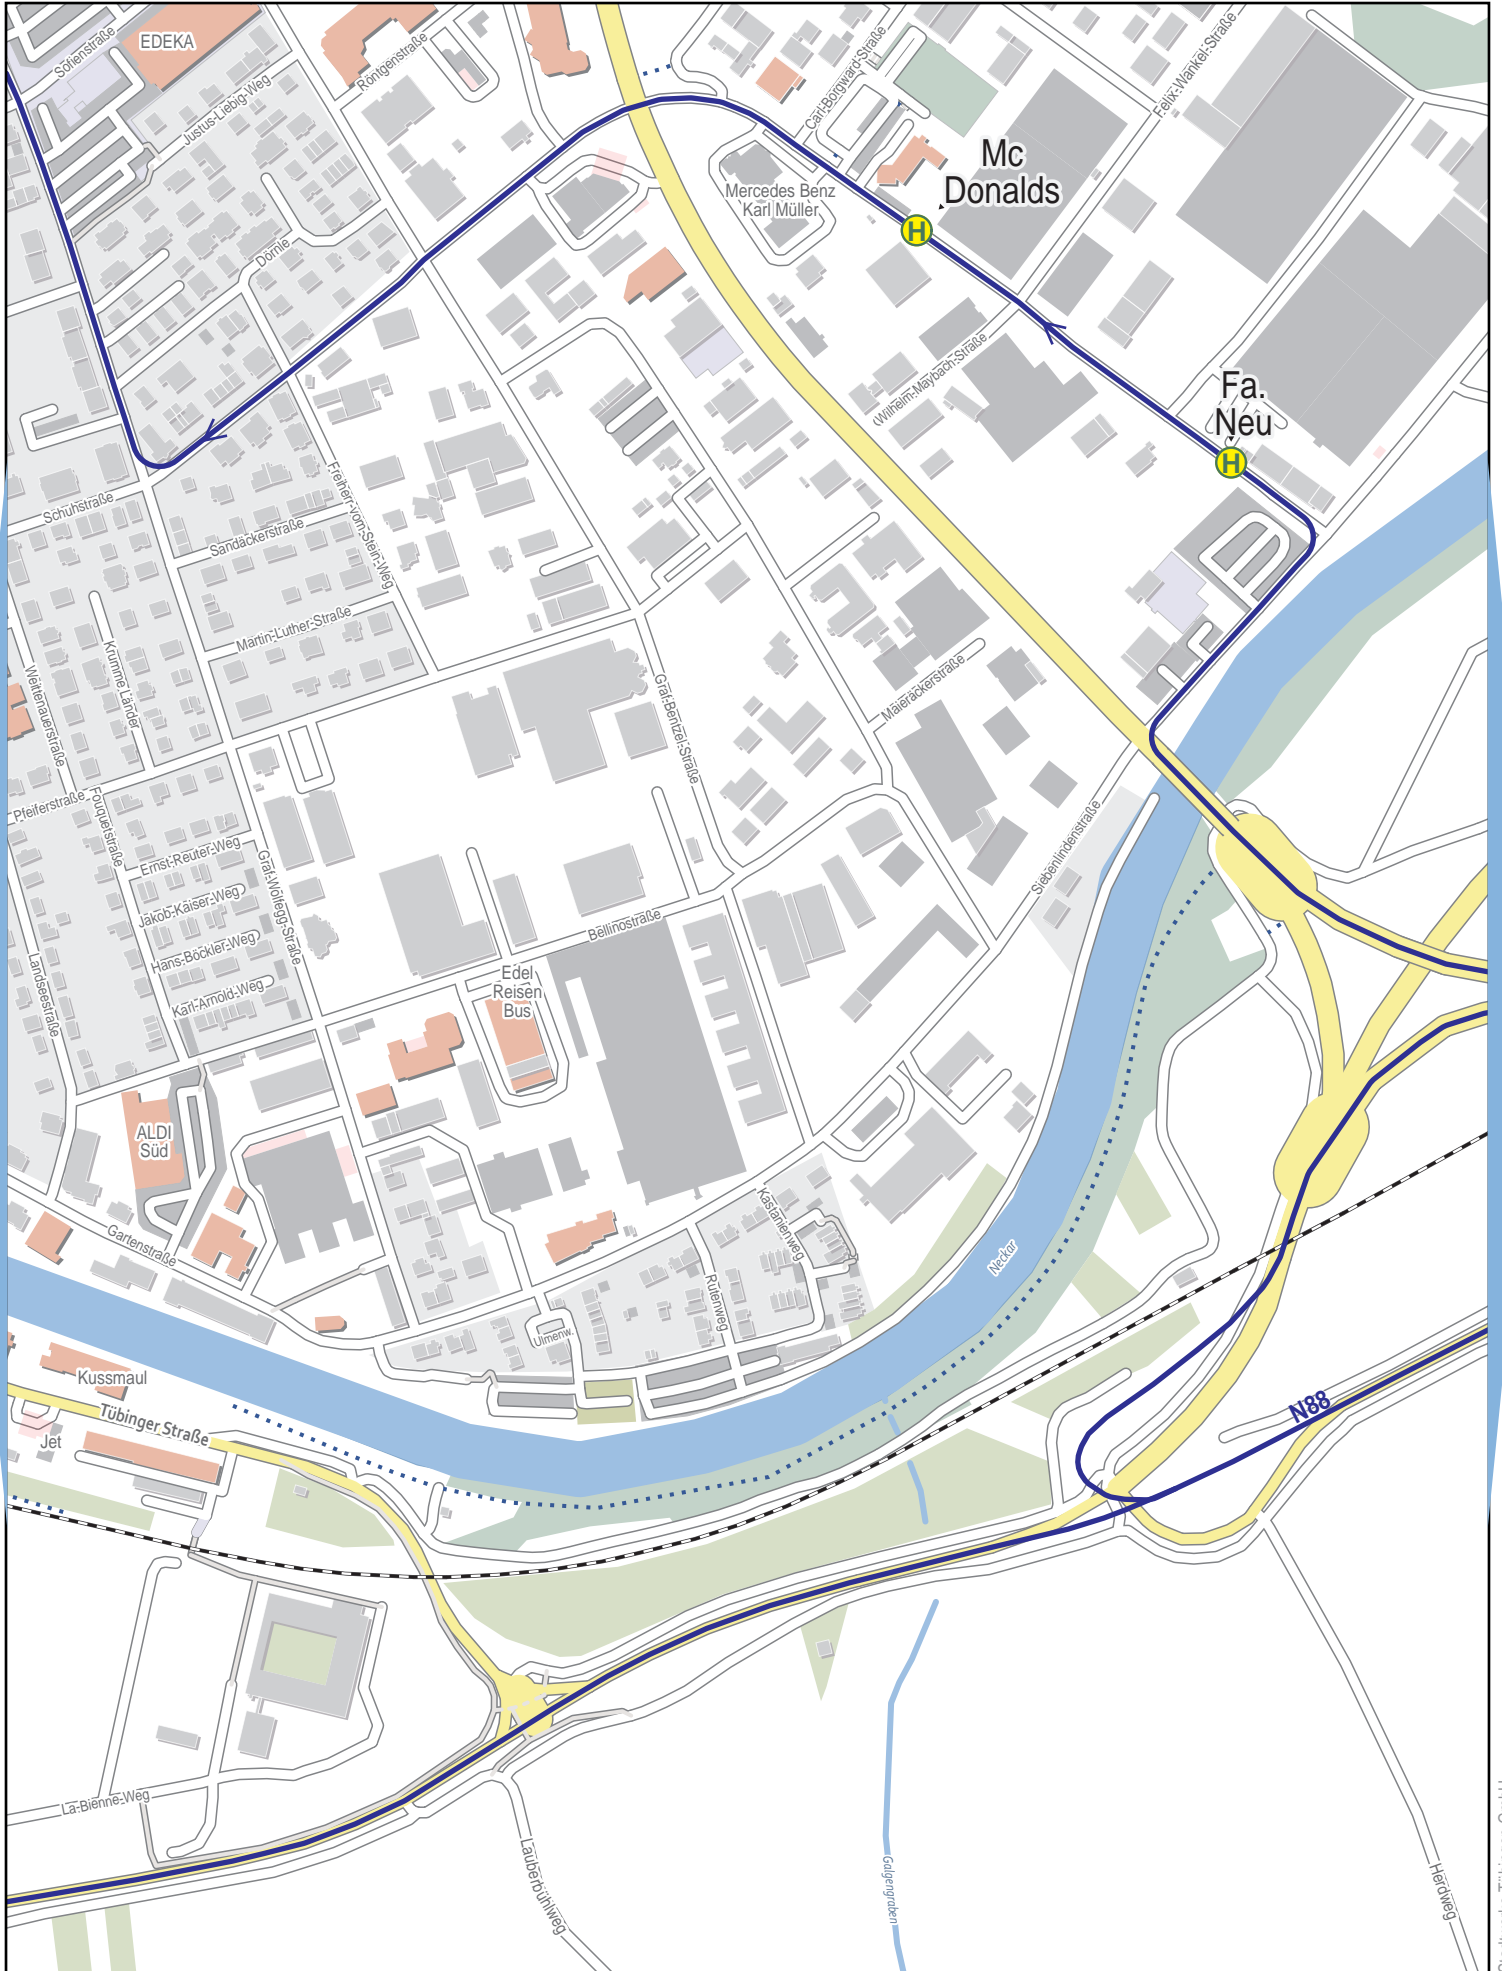 EDEKA
Sofienstraße
Röntgenstraße
Justus-Liebig-Weg
Carl-Borgward-Straße
Felix-Wankel-Straße
Mc
Donalds
Mercedes Benz
Karl Müller
H
Dörnle
(Wilhelm-Maybach-Straße
Fa.
Neu
H
Schuhstraße
Sandäckerstraße
Freiherr-vom-Stein-Weg
Martin-Luther-Straße
Weittenauerstraße
Krumme Länder
Graf-Bentzel-Straße
Maieräckerstraße
Pfeiferstraße
Fouquetstraße
Ernst-Reuter-Weg
Graf-Wolfegg-Straße
Siebenlindenstraße
Jakob-Kaiser-Weg
Hans-Böckler-Weg
Bellinostraße
Landseestraße
Karl-Arnold-Weg
Edel
Reisen
Bus
ALDI
Süd
Kastanienweg
Gartenstraße
Neckar
Rutenweg
Ulmenw.
Kussmaul
Tübinger Straße
Jet
N88
La-Bienne-Weg
Lauberbühlweg
Galgengraben
Herdweg